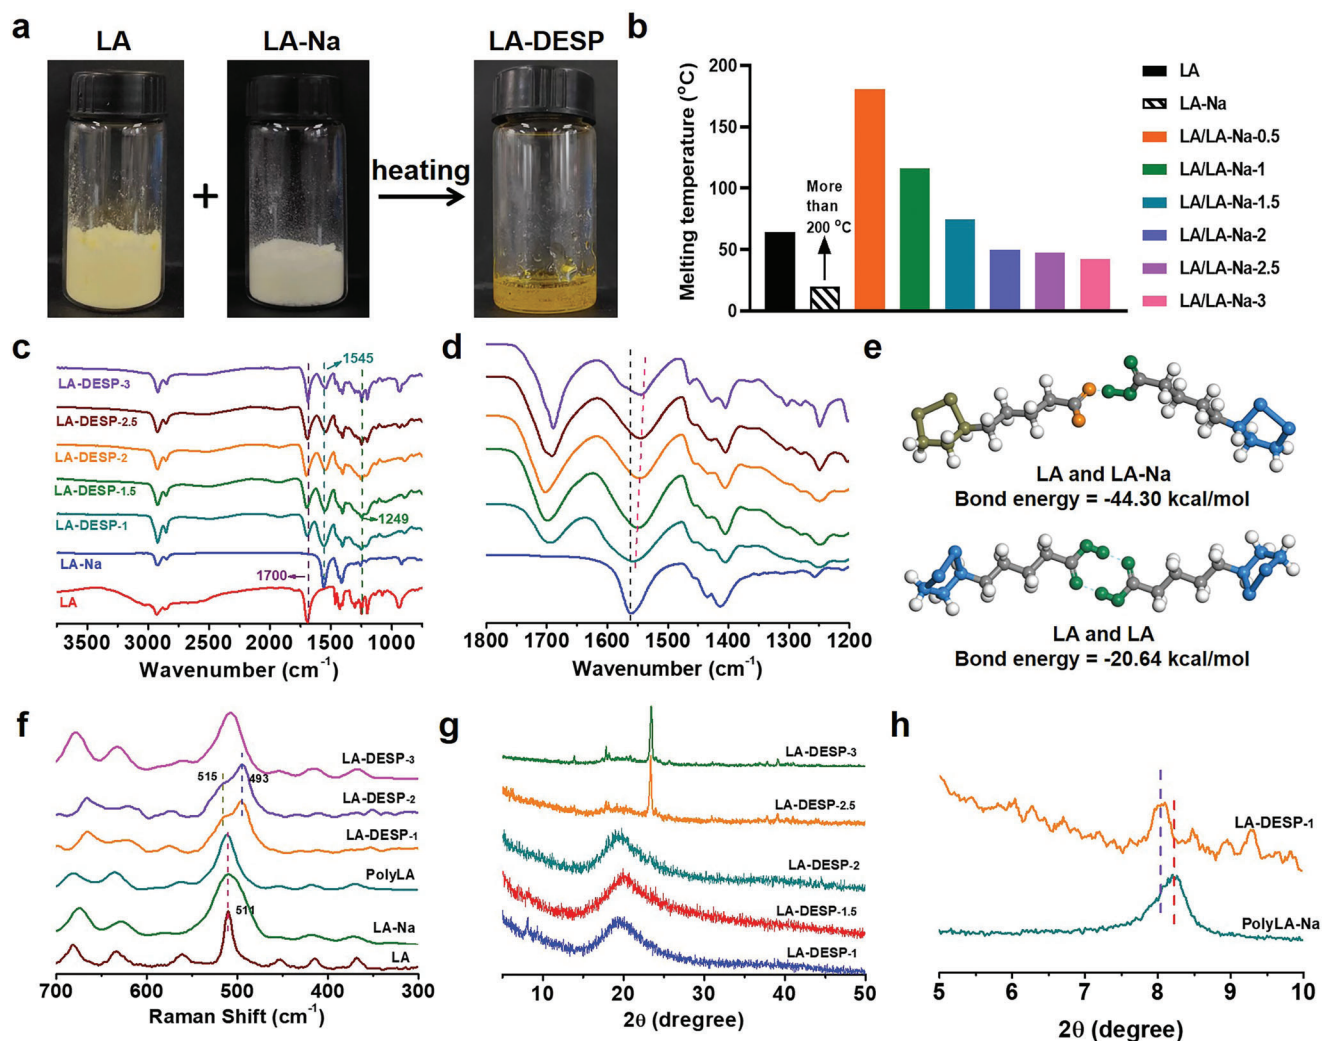 a
LA
LA-Na
LA-DESP
+
heating
b
Melting temperature (°C)
200
150
100
50
0
More
than
200 °C
LA
LA-Na
LA/LA-Na-0.5
LA/LA-Na-1
LA/LA-Na-1.5
LA/LA-Na-2
LA/LA-Na-2.5
LA/LA-Na-3
c
1545
LA-DESP-3
LA-DESP-2.5
LA-DESP-2
LA-DESP-1.5
1249
LA-DESP-1
LA-Na
1700
LA
3500 3000 2500 2000 1500 1000
Wavenumber (cm⁻¹)
d
1800 1700 1600 1500 1400 1300 1200
Wavenumber (cm⁻¹)
e
LA and LA-Na
Bond energy = -44.30 kcal/mol
LA and LA
Bond energy = -20.64 kcal/mol
f
LA-DESP-3
515
493
LA-DESP-2
LA-DESP-1
PolyLA
511
LA-Na
LA
700 600 500 400 300
Raman Shift (cm⁻¹)
g
LA-DESP-3
LA-DESP-2.5
LA-DESP-2
LA-DESP-1.5
LA-DESP-1
10 20 30 40 50
2θ (dregree)
h
LA-DESP-1
PolyLA-Na
5 6 7 8 9 10
2θ (degree)